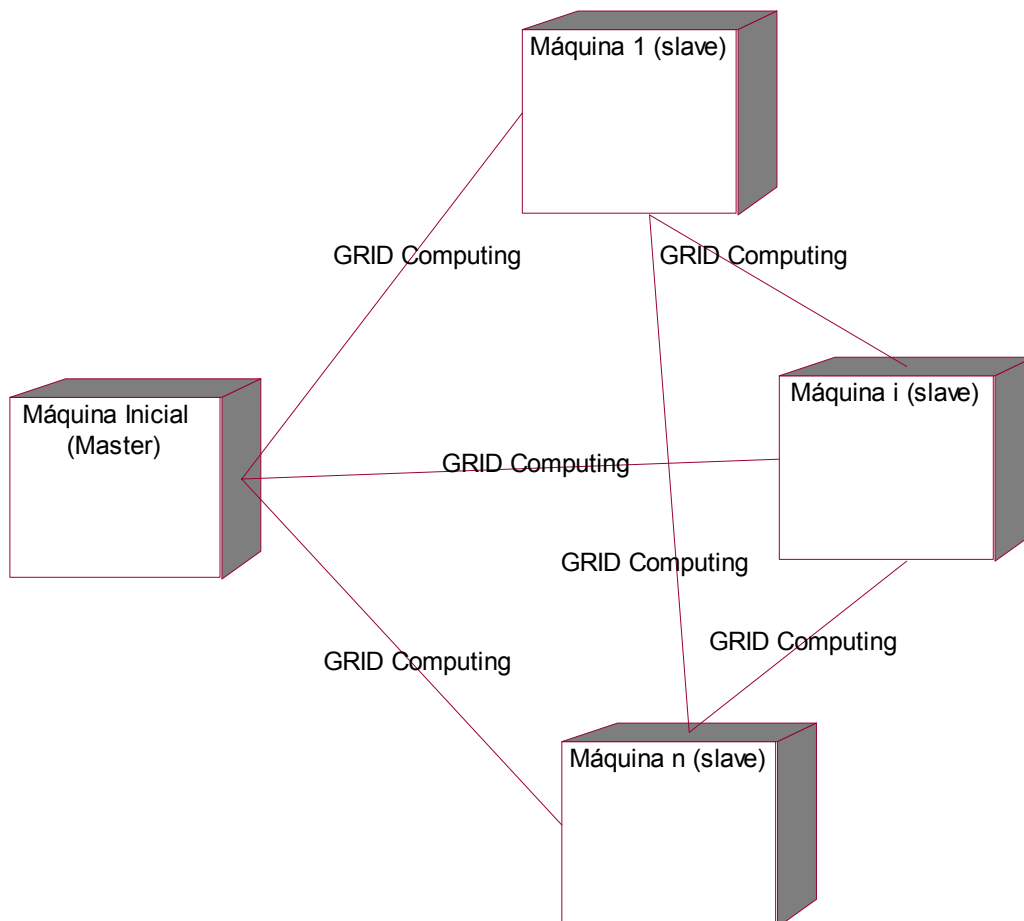 Máquina 1 (slave)
GRID Computing
GRID Computing
Máquina i (slave)
Máquina Inicial
(Master)
GRID Computing
GRID Computing
GRID Computing
GRID Computing
Máquina n (slave)